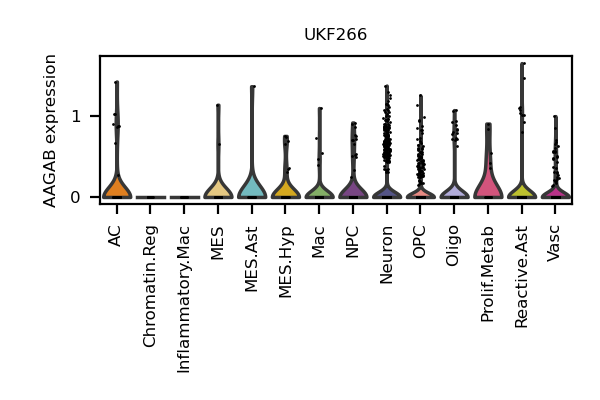 UKF266
AAGAB expression
1
0
AC
Chromatin.Reg
Inflammatory.Mac
MES
MES.Ast
MES.Hyp
Mac
NPC
Neuron
OPC
Oligo
Prolif.Metab
Reactive.Ast
Vasc